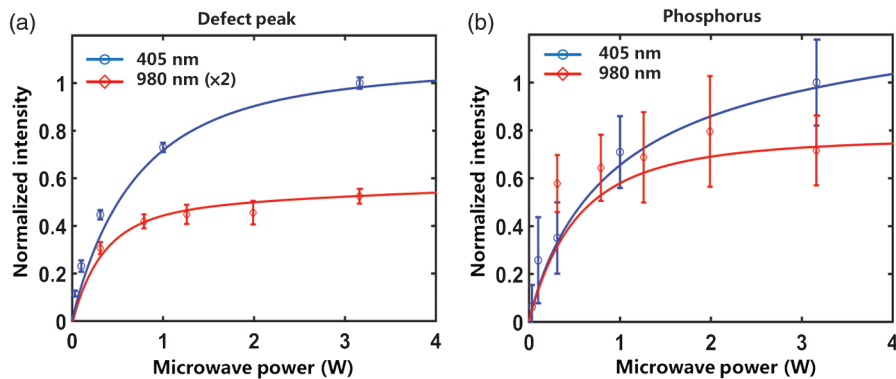 (a)
Defect peak
405 nm
980 nm (×2)
Normalized intensity
1
0.8
0.6
0.4
0.2
0
0 1 2 3 4
Microwave power (W)
(b)
Phosphorus
405 nm
980 nm
Normalized intensity
1
0.8
0.6
0.4
0.2
0
0 1 2 3 4
Microwave power (W)